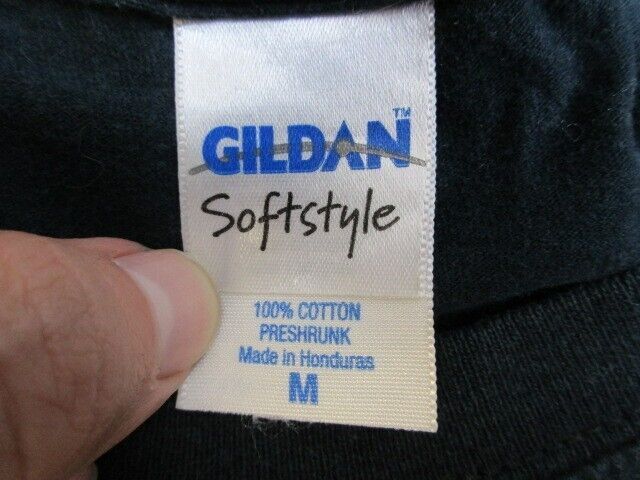 GILDAN™
Softstyle
100% COTTON
PRESHRUNK
Made in Honduras
M